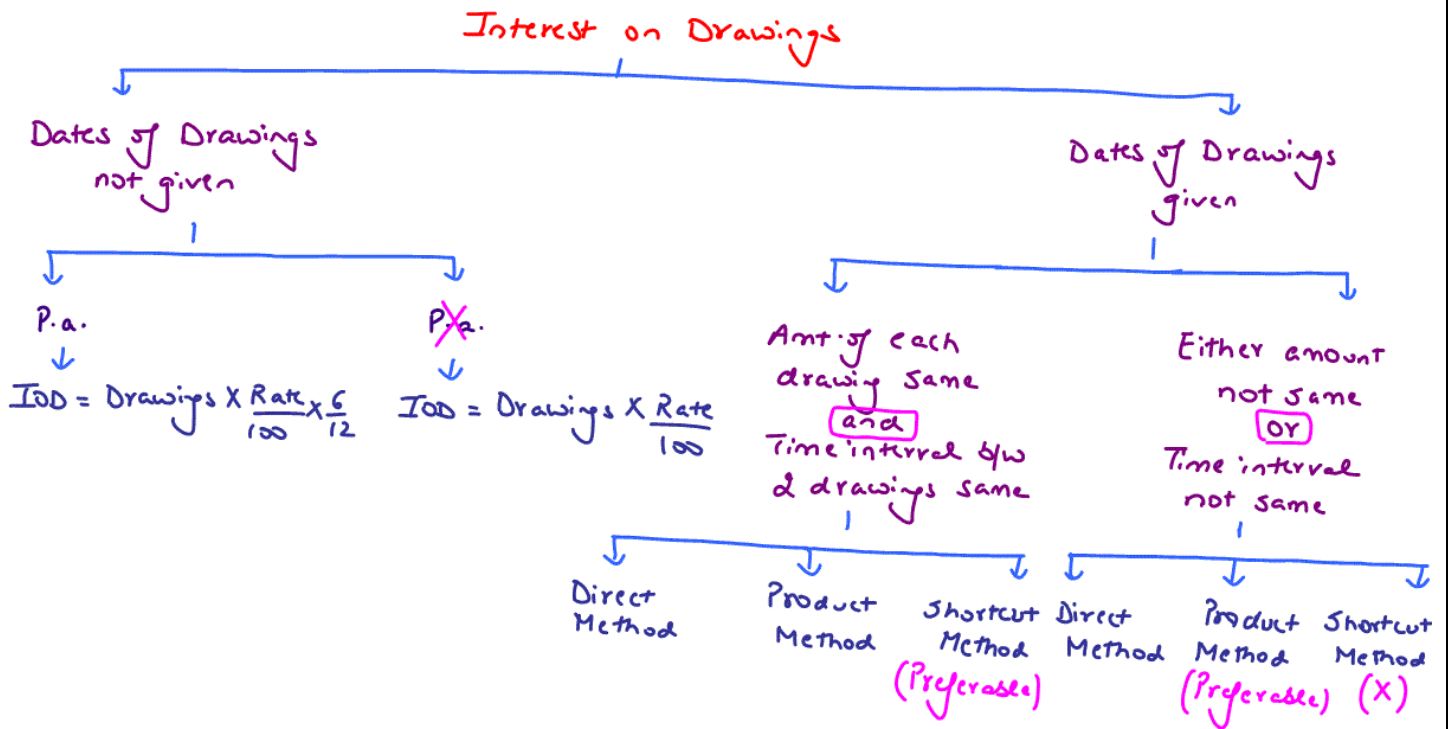 Interest on Drawings
Dates of Drawings
not given
Dates of Drawings
given
P.a.
P.a.
IOD = Drawings X Rate/100 x 6/12
IOD = Drawings X Rate/100
Amt. of each
drawing same
and
Time interval b/w
2 drawings same
Either amount
not same
or
Time interval
not same
Direct
Method
Product
Method
Shortcut
Method
(Preferable)
Direct
Method
Product
Method
(Preferable)
Shortcut
Method
(X)